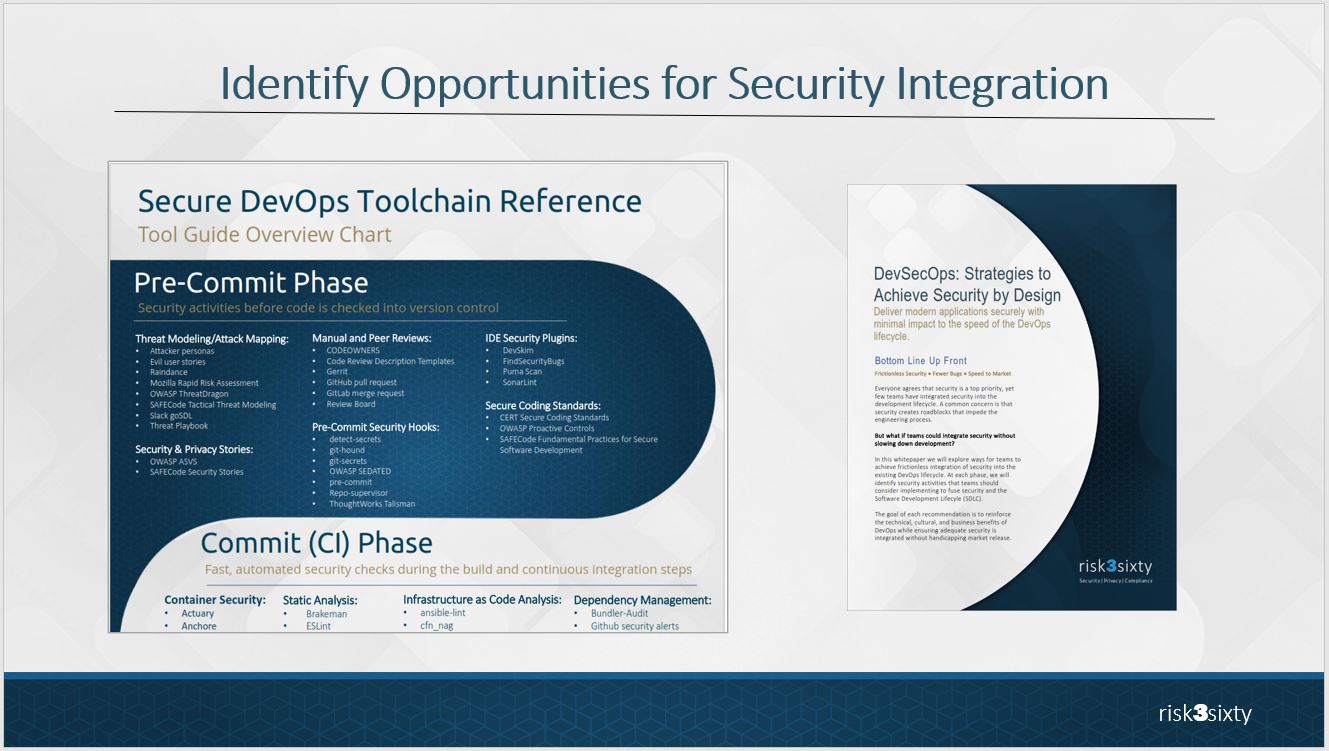 Identify Opportunities for Security Integration
Secure DevOps Toolchain Reference
Tool Guide Overview Chart
Pre-Commit Phase
Security activities before code is checked into version control
Threat Modeling/Attack Mapping:
• Attacker personas
• Evil user stories
• Raindance
• Mozilla Rapid Risk Assessment
• OWASP ThreatDragon
• SAFECode Tactical Threat Modeling
• Slack goSDL
• Threat Playbook
Security & Privacy Stories:
• OWASP ASVS
• SAFECode Security Stories
Manual and Peer Reviews:
• CODEOWNERS
• Code Review Description Templates
• Gerrit
• GitHub pull request
• GitLab merge request
• Review Board
Pre-Commit Security Hooks:
• detect-secrets
• git-hound
• git-secrets
• OWASP SEDATED
• pre-commit
• Repo-supervisor
• ThoughtWorks Talisman
IDE Security Plugins:
• DevSkim
• FindSecurityBugs
• Puma Scan
• SonarLint
Secure Coding Standards:
• CERT Secure Coding Standards
• OWASP Proactive Controls
• SAFECode Fundamental Practices for Secure
Software Development
Commit (CI) Phase
Fast, automated security checks during the build and continuous integration steps
Container Security:
• Actuary
• Anchore
Static Analysis:
• Brakeman
• ESLint
Infrastructure as Code Analysis:
• ansible-lint
• cfn_nag
Dependency Management:
• Bundler-Audit
• Github security alerts
DevSecOps: Strategies to
Achieve Security by Design
Deliver modern applications securely with
minimal impact to the speed of the DevOps
lifecycle.
Bottom Line Up Front
Frictionless Security • Fewer Bugs • Speed to Market
Everyone agrees that security is a top priority, yet
few teams have integrated security into the
development lifecycle. A common concern is that
security creates roadblocks that impede the
engineering process.
But what if teams could integrate security without
slowing down development?
In this whitepaper we will explore ways for teams to
achieve frictionless integration of security into the
existing DevOps lifecycle. At each phase, we will
identify security activities that teams should
consider implementing to fuse security and the
Software Development Lifecyle (SDLC).
The goal of each recommendation is to reinforce
the technical, cultural, and business benefits of
DevOps while ensuring adequate security is
integrated without handicapping market release.
risk3sixty
Security | Privacy | Compliance
risk3sixty